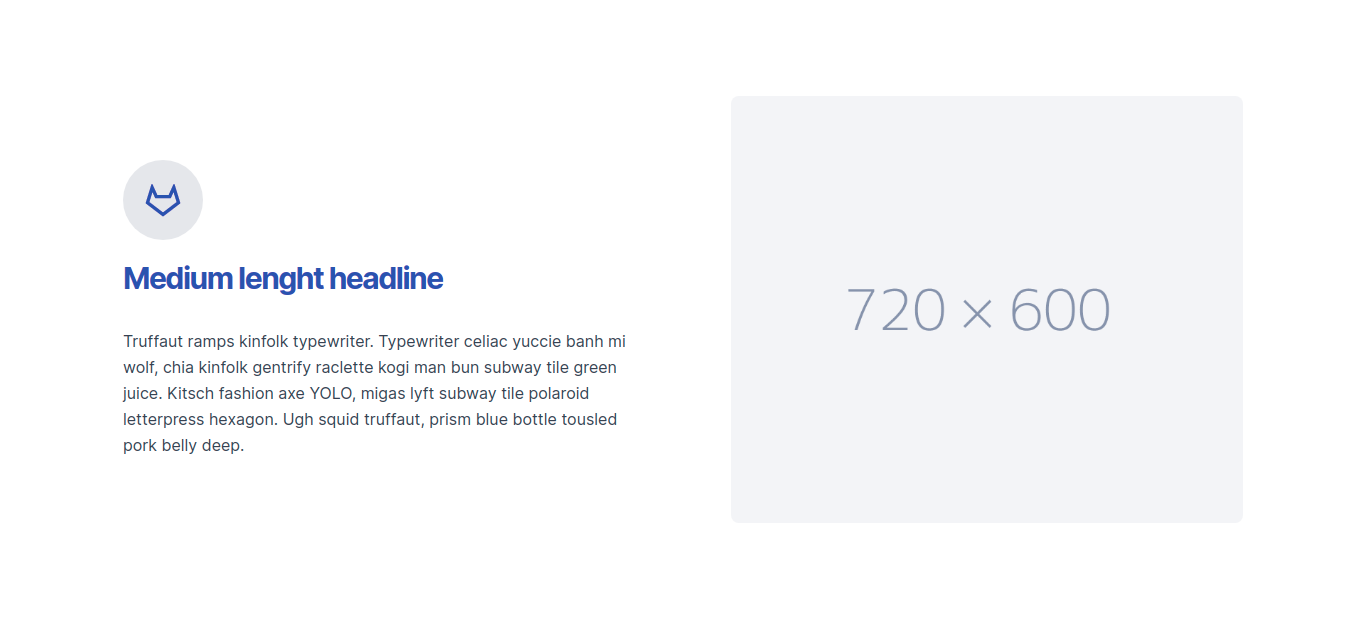 Medium lenght headline
Truffaut ramps kinfolk typewriter. Typewriter celiac yuccie banh mi
wolf, chia kinfolk gentrify raclette kogi man bun subway tile green
juice. Kitsch fashion axe YOLO, migas lyft subway tile polaroid
letterpress hexagon. Ugh squid truffaut, prism blue bottle tousled
pork belly deep.
720 × 600